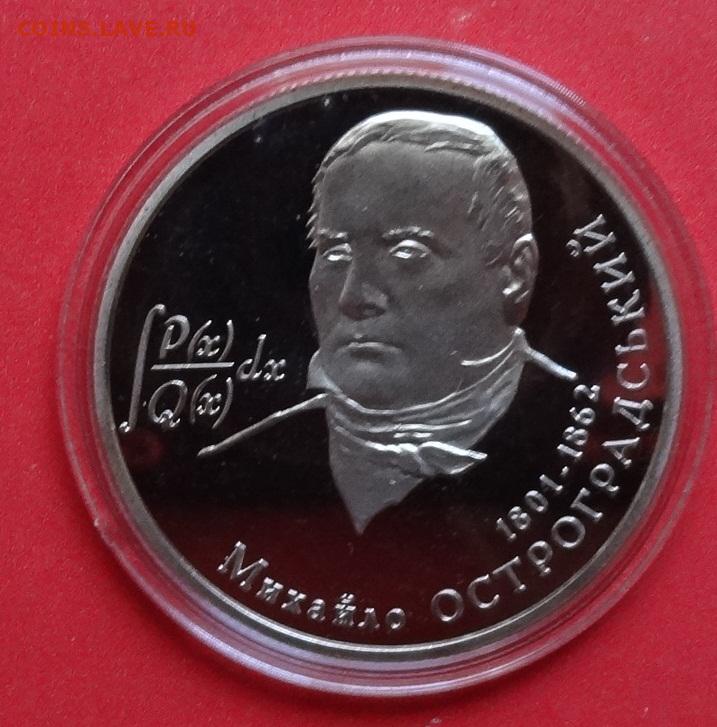 COINS.LAVE.RU
∫ P(x)
Q(x) dx
1801-1862
Михайло ОСТРОГРАДСЬКИЙ